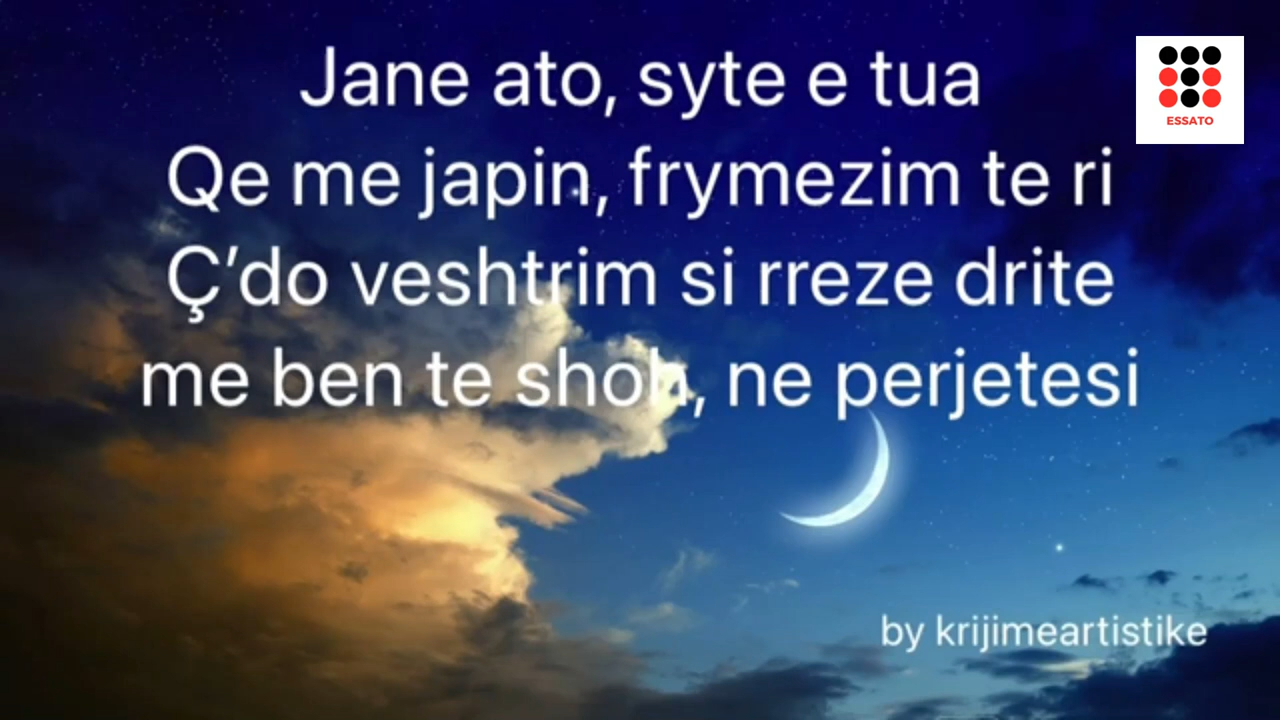 Jane ato, syte e tua
Qe me japin, frymezim te ri
Ç’do veshtrim si rreze drite
me ben te shoh, ne perjetesi
by krijimeartistike
ESSATO